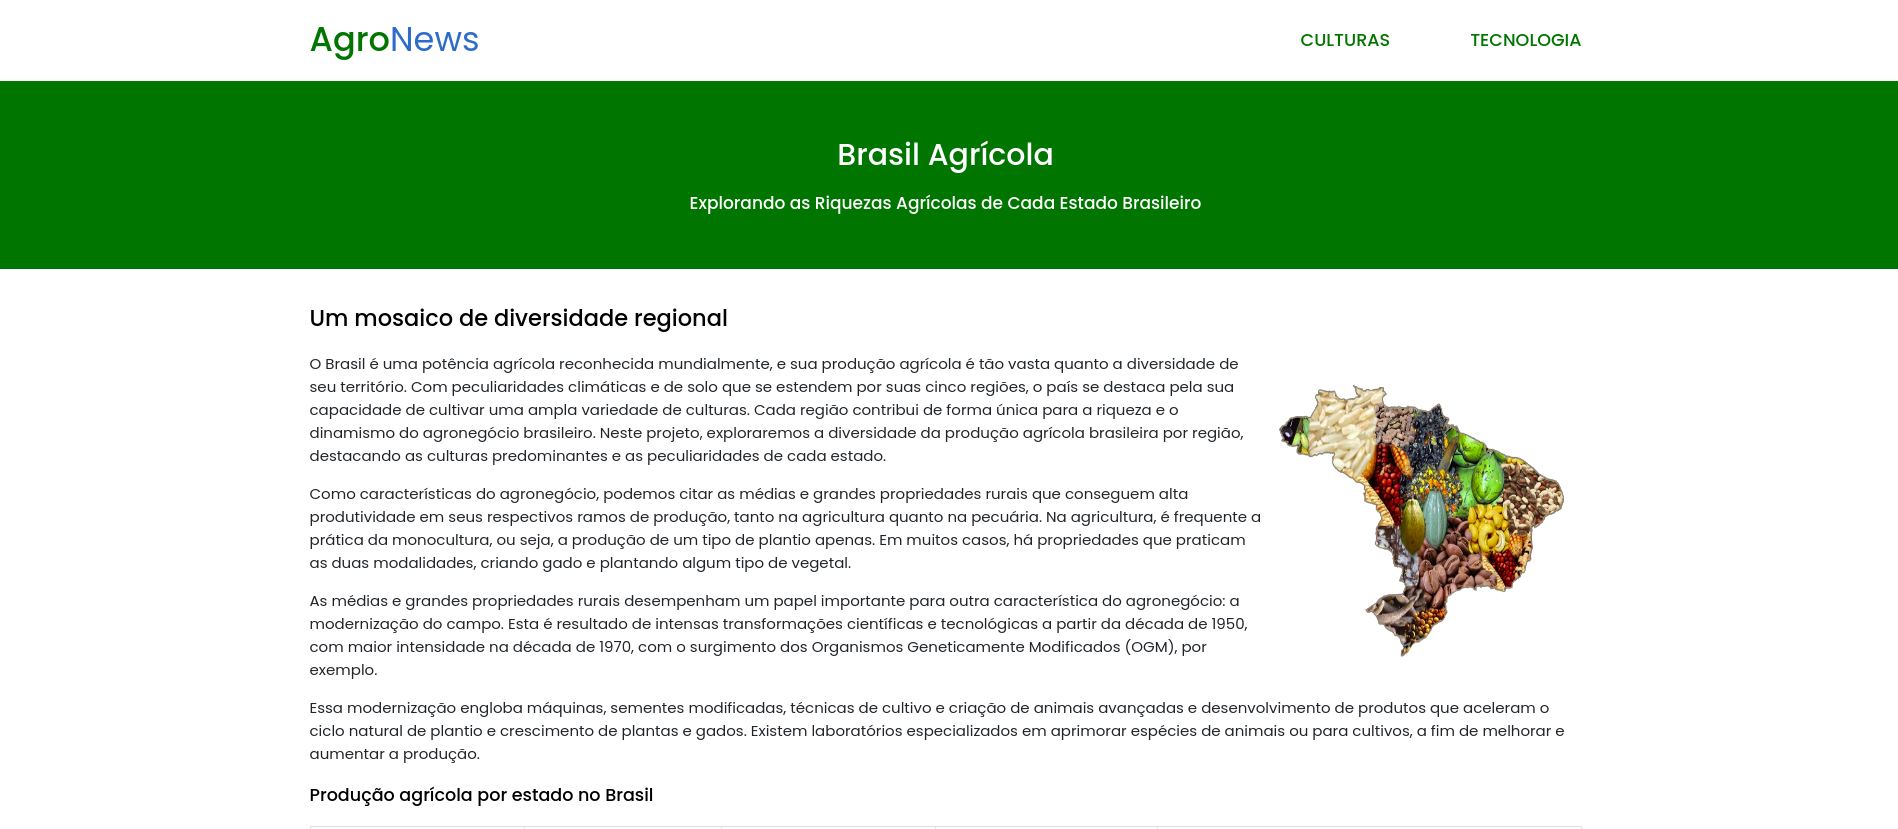 AgroNews
CULTURAS
TECNOLOGIA
Brasil Agrícola
Explorando as Riquezas Agrícolas de Cada Estado Brasileiro
Um mosaico de diversidade regional
O Brasil é uma potência agrícola reconhecida mundialmente, e sua produção agrícola é tão vasta quanto a diversidade de
seu território. Com peculiaridades climáticas e de solo que se estendem por suas cinco regiões, o país se destaca pela sua
capacidade de cultivar uma ampla variedade de culturas. Cada região contribui de forma única para a riqueza e o
dinamismo do agronegócio brasileiro. Neste projeto, exploraremos a diversidade da produção agrícola brasileira por região,
destacando as culturas predominantes e as peculiaridades de cada estado.
Como características do agronegócio, podemos citar as médias e grandes propriedades rurais que conseguem alta
produtividade em seus respectivos ramos de produção, tanto na agricultura quanto na pecuária. Na agricultura, é frequente a
prática da monocultura, ou seja, a produção de um tipo de plantio apenas. Em muitos casos, há propriedades que praticam
as duas modalidades, criando gado e plantando algum tipo de vegetal.
As médias e grandes propriedades rurais desempenham um papel importante para outra característica do agronegócio: a
modernização do campo. Esta é resultado de intensas transformações científicas e tecnológicas a partir da década de 1950,
com maior intensidade na década de 1970, com o surgimento dos Organismos Geneticamente Modificados (OGM), por
exemplo.
Essa modernização engloba máquinas, sementes modificadas, técnicas de cultivo e criação de animais avançadas e desenvolvimento de produtos que aceleram o
ciclo natural de plantio e crescimento de plantas e gados. Existem laboratórios especializados em aprimorar espécies de animais ou para cultivos, a fim de melhorar e
aumentar a produção.
Produção agrícola por estado no Brasil